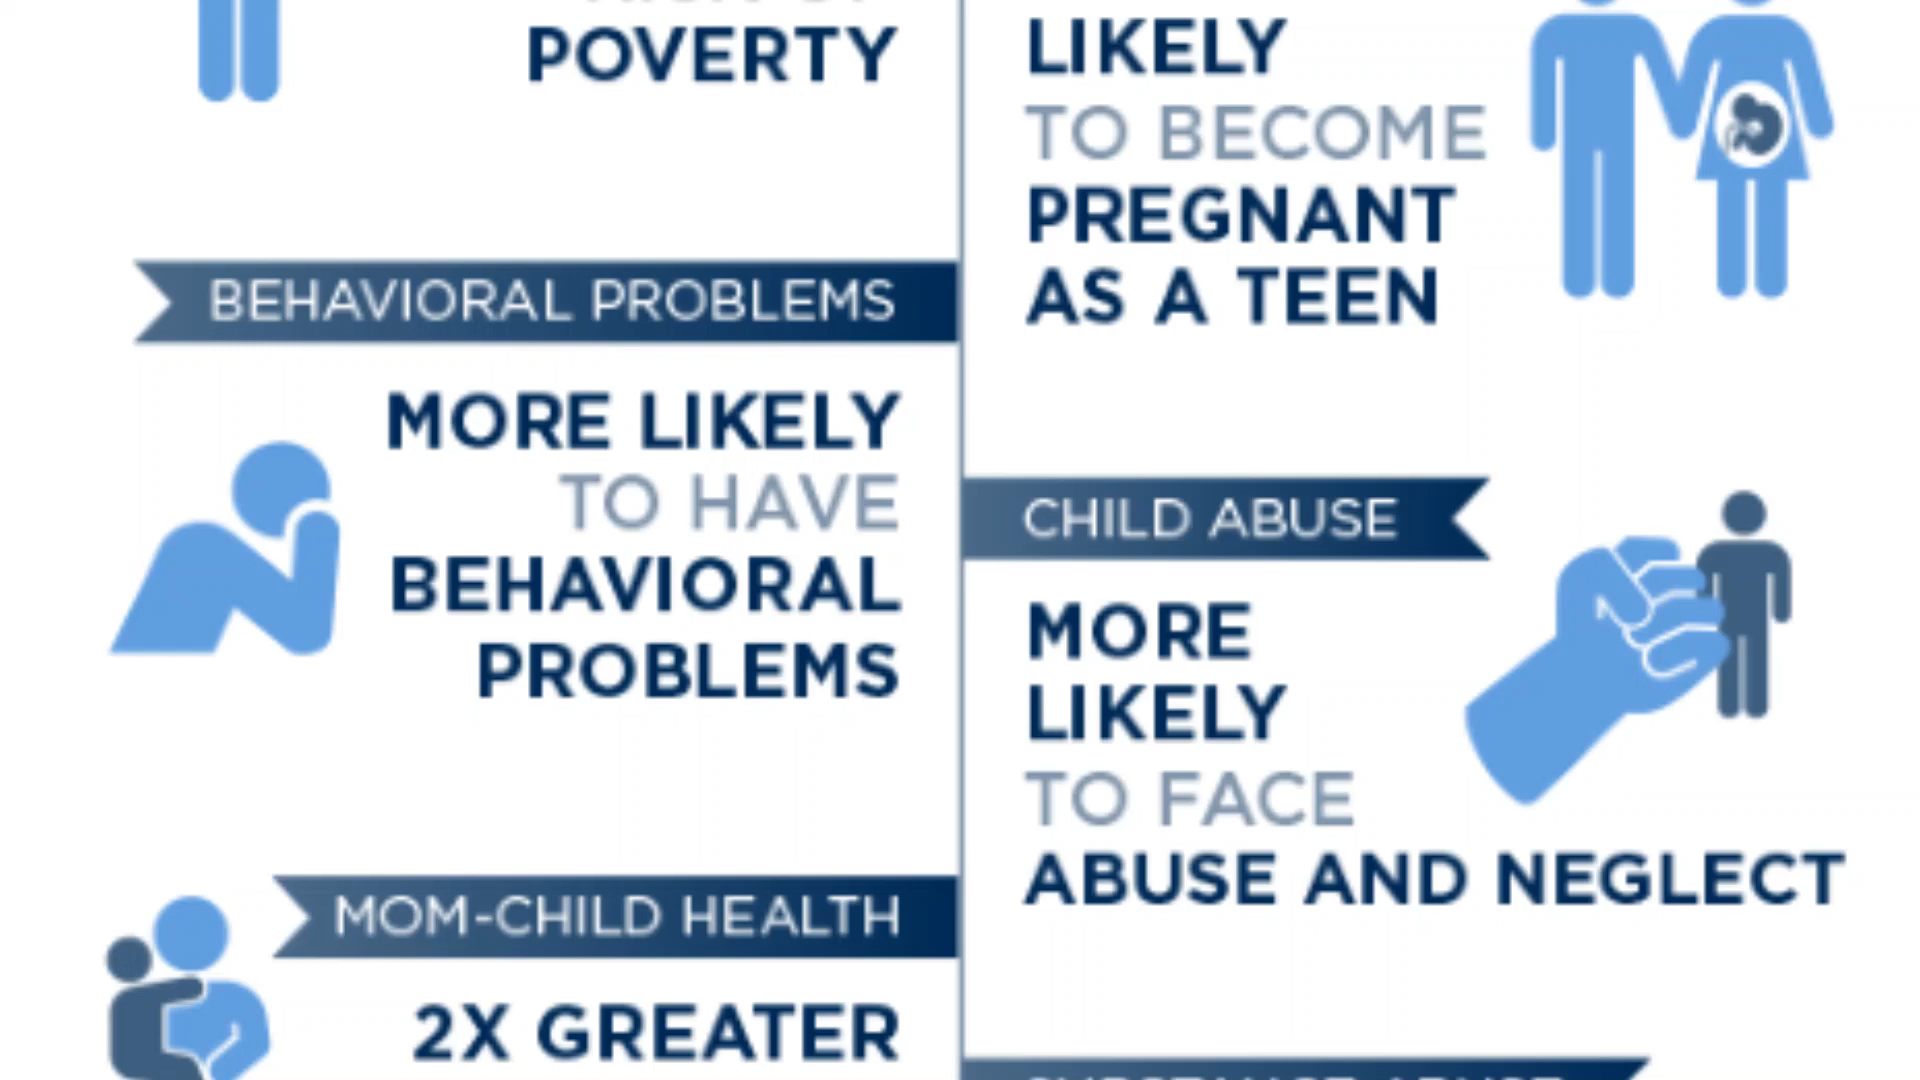 POVERTY
BEHAVIORAL PROBLEMS
MORE LIKELY
TO HAVE
BEHAVIORAL
PROBLEMS
MOM-CHILD HEALTH
2X GREATER
LIKELY
TO BECOME
PREGNANT
AS A TEEN
CHILD ABUSE
MORE
LIKELY
TO FACE
ABUSE AND NEGLECT